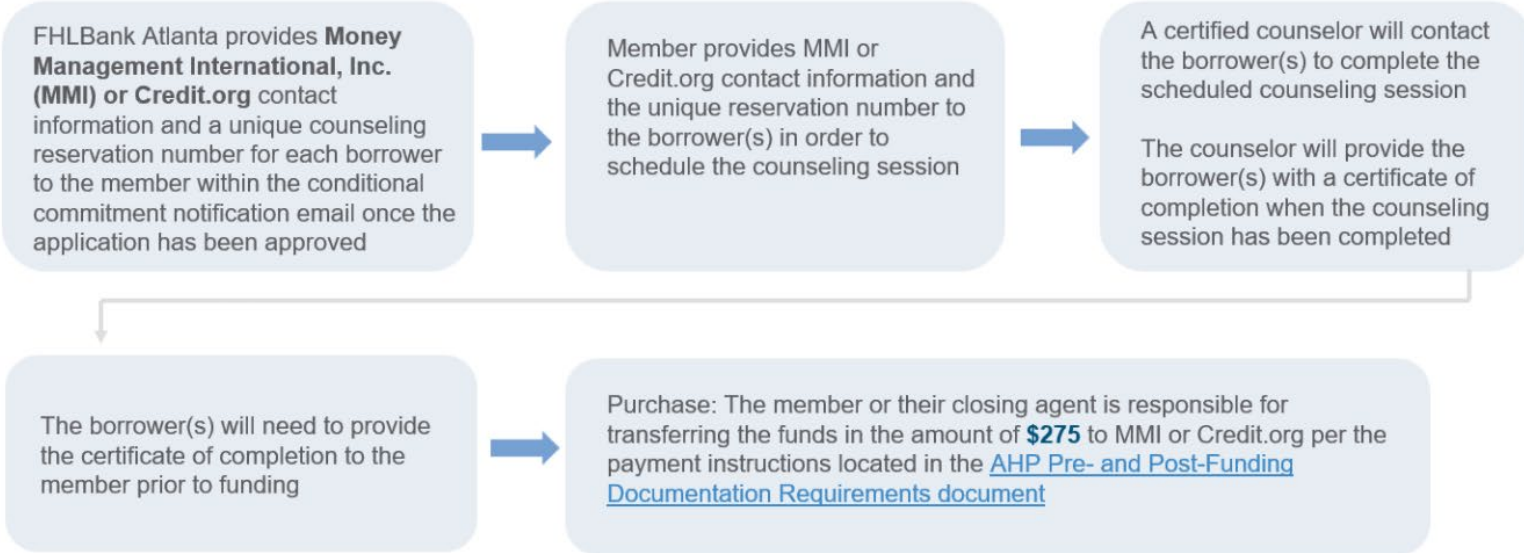 FHLBank Atlanta provides Money
Management International, Inc.
(MMI) or Credit.org contact
information and a unique counseling
reservation number for each borrower
to the member within the conditional
commitment notification email once the
application has been approved
Member provides MMI or
Credit.org contact information and
the unique reservation number to
the borrower(s) in order to
schedule the counseling session
A certified counselor will contact
the borrower(s) to complete the
scheduled counseling session
The counselor will provide the
borrower(s) with a certificate of
completion when the counseling
session has been completed
The borrower(s) will need to provide
the certificate of completion to the
member prior to funding
Purchase: The member or their closing agent is responsible for
transferring the funds in the amount of $275 to MMI or Credit.org per the
payment instructions located in the AHP Pre- and Post-Funding
Documentation Requirements document